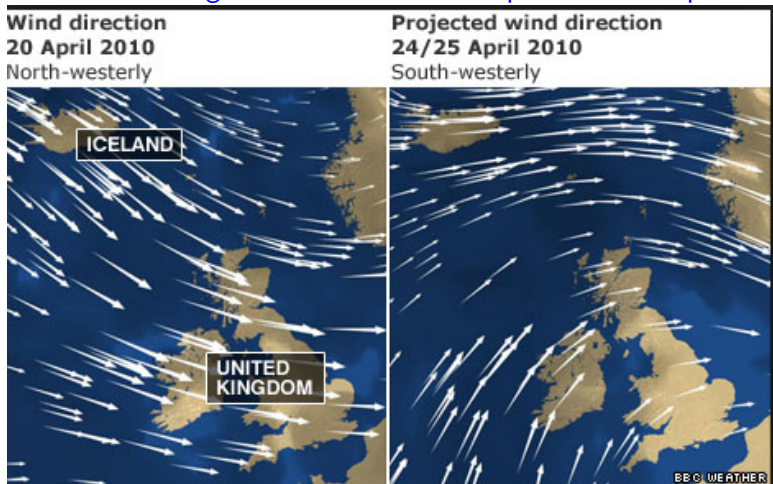 Wind direction
20 April 2010
North-westerly
ICELAND
UNITED
KINGDOM
Projected wind direction
24/25 April 2010
South-westerly
BBC WEATHER